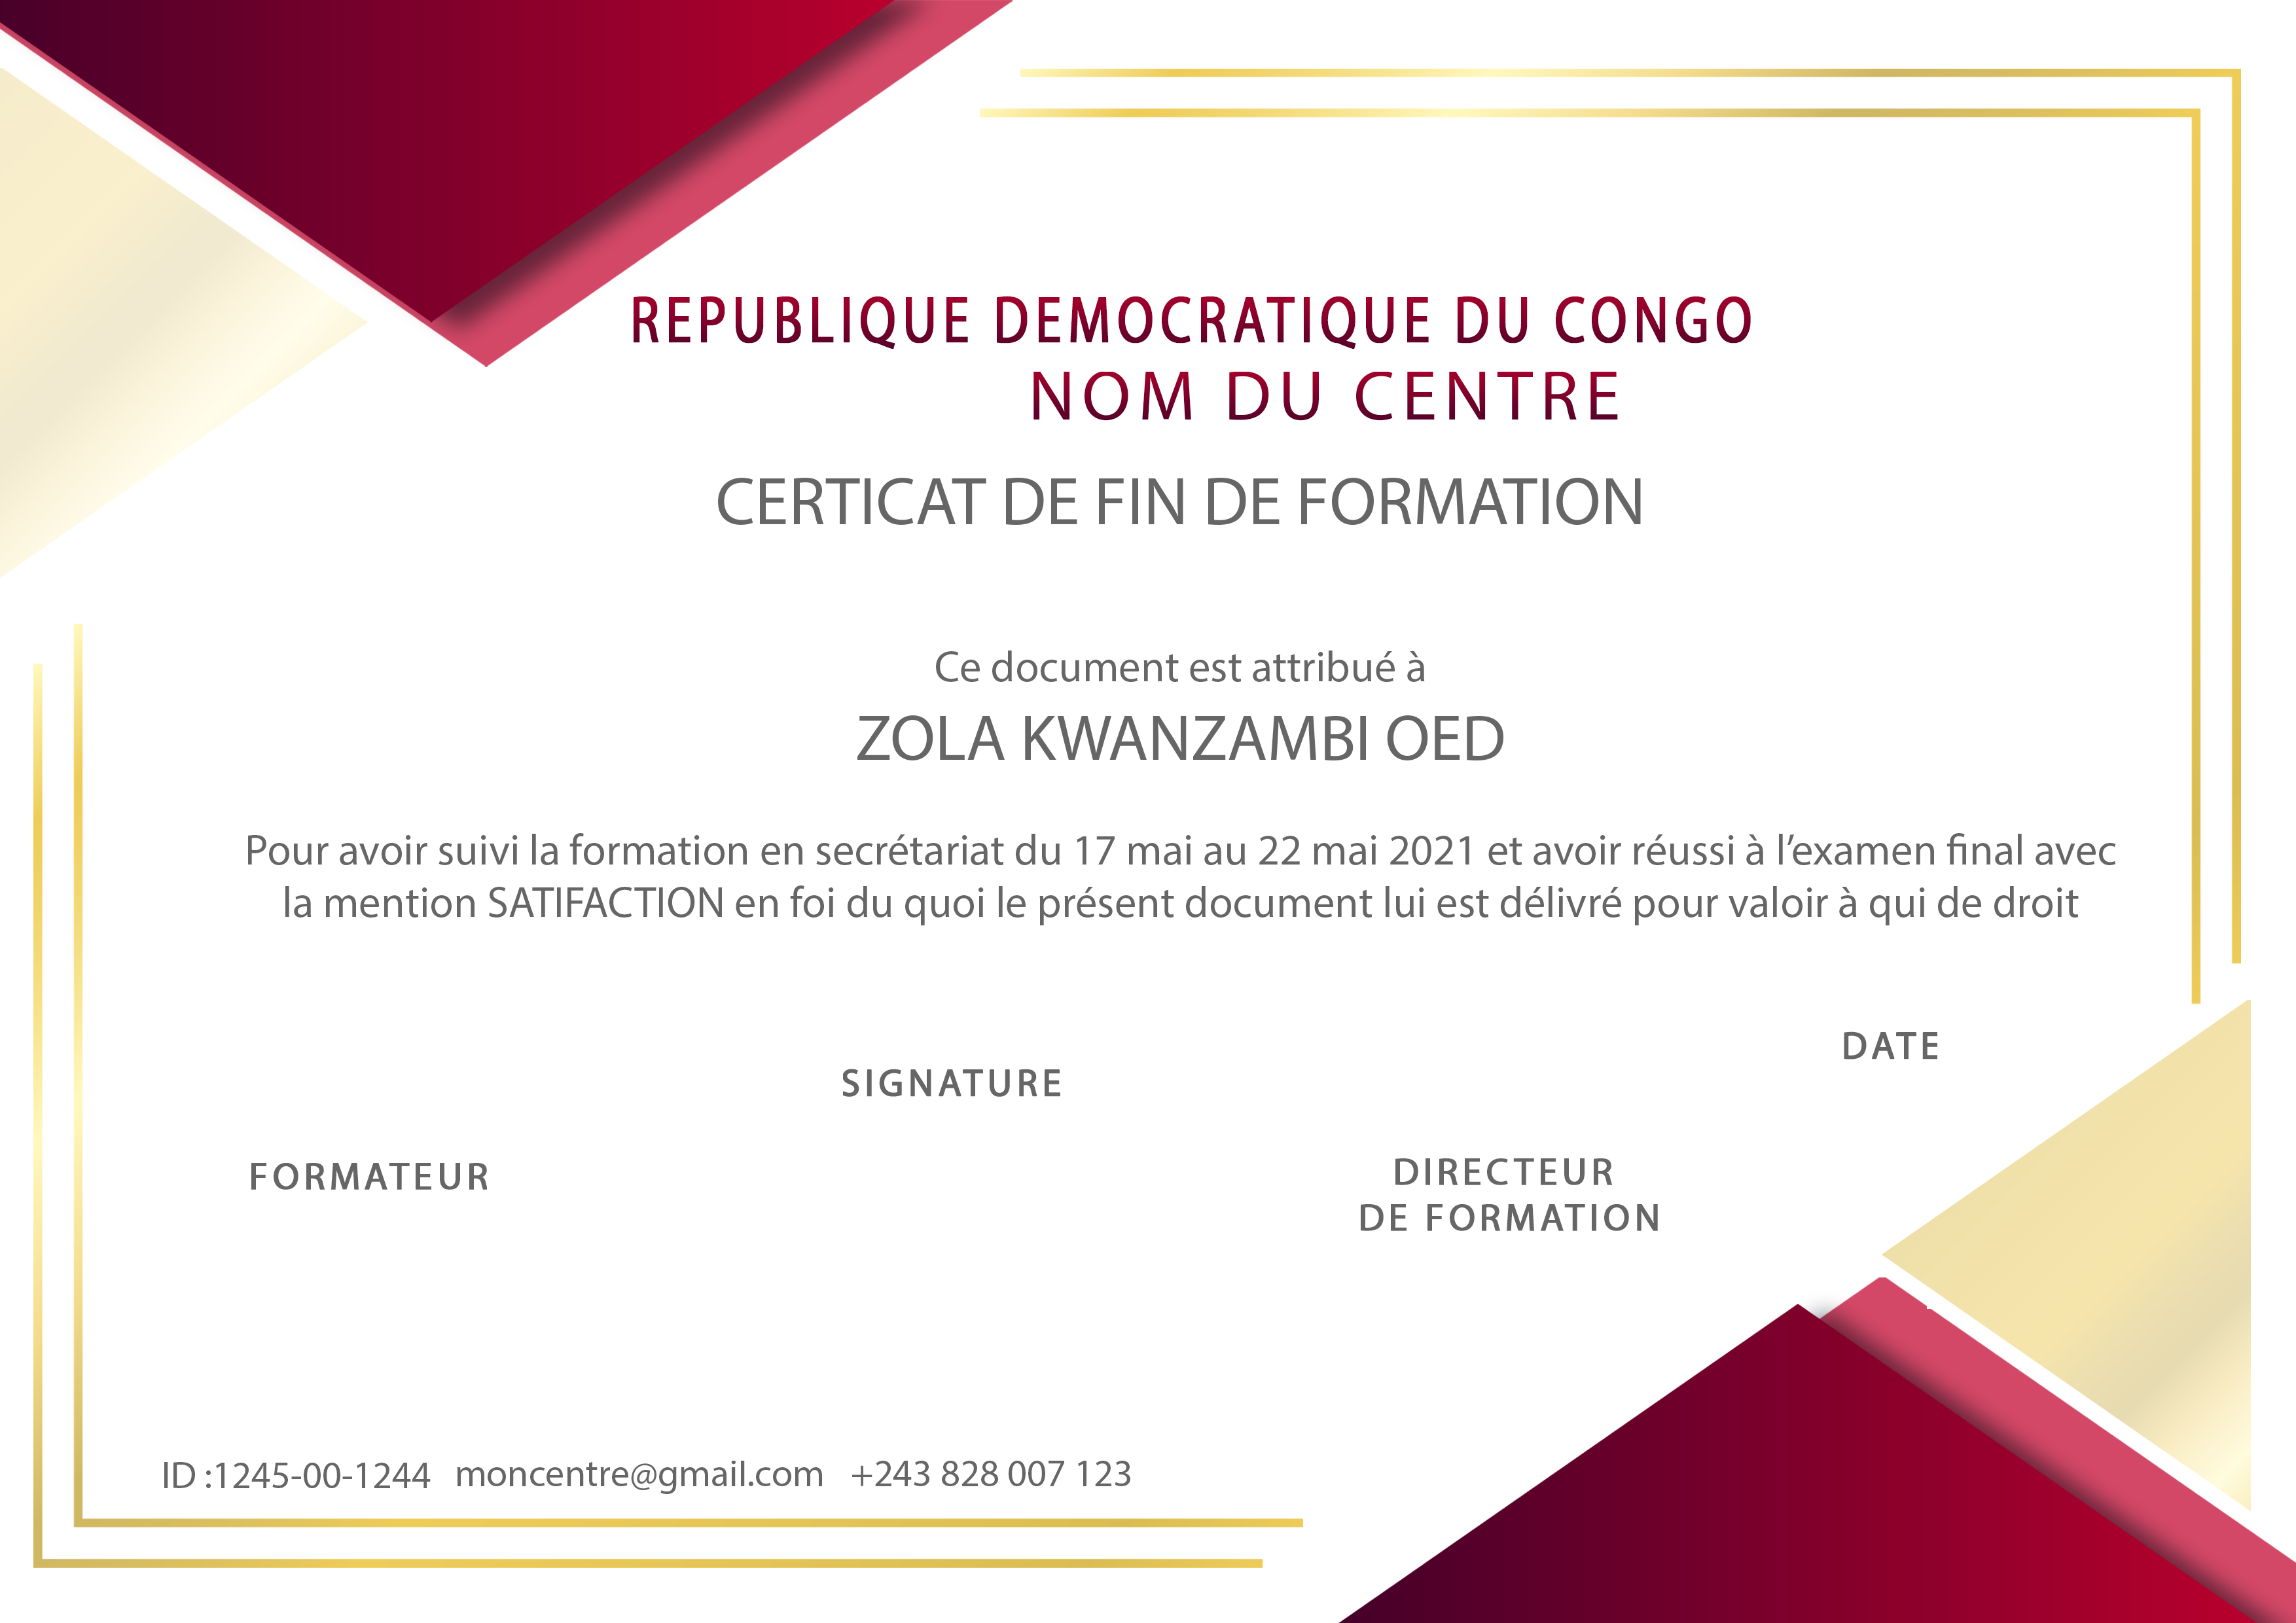 REPUBLIQUE DEMOCRATIQUE DU CONGO
NOM DU CENTRE
CERTICAT DE FIN DE FORMATION
Ce document est attribué à
ZOLA KWANZAMBI OED
Pour avoir suivi la formation en secrétariat du 17 mai au 22 mai 2021 et avoir réussi à l’examen final avec
la mention SATIFACTION en foi du quoi le présent document lui est délivré pour valoir à qui de droit
DATE
SIGNATURE
FORMATEUR
DIRECTEUR
DE FORMATION
ID :1245-00-1244 moncentre@gmail.com +243 828 007 123